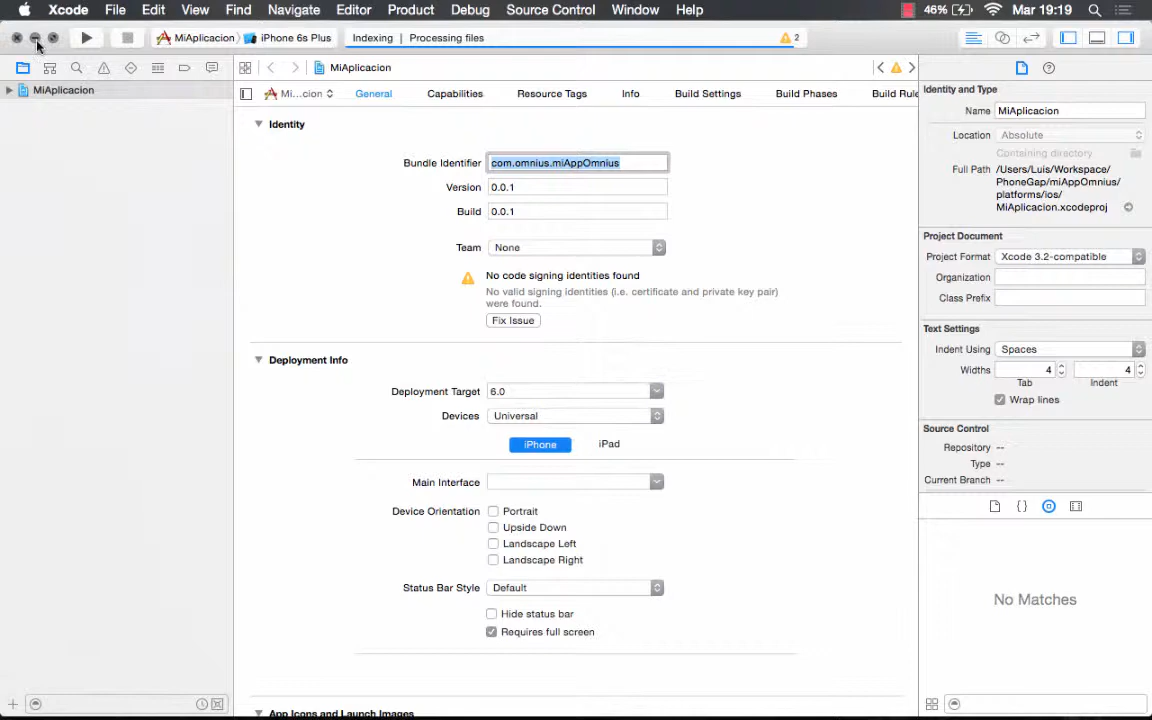 Xcode File Edit View Find Navigate Editor Product Debug Source Control Window Help 46% Mar 19:19
MiAplicacion iPhone 6s Plus Indexing | Processing files 2
MiAplicacion
MiAplicacion
Mi...cion General Capabilities Resource Tags Info Build Settings Build Phases Build Rule
Identity
Bundle Identifier com.omnius.miAppOmnius
Version 0.0.1
Build 0.0.1
Team None
No code signing identities found
No valid signing identities (i.e. certificate and private key pair)
were found.
Fix Issue
Deployment Info
Deployment Target 6.0
Devices Universal
iPhone iPad
Main Interface
Device Orientation Portrait
Upside Down
Landscape Left
Landscape Right
Status Bar Style Default
Hide status bar
Requires full screen
App Icons and Launch Images
Identity and Type
Name MiAplicacion
Location Absolute
Containing directory
Full Path /Users/Luis/Workspace/
PhoneGap/miAppOmnius/
platforms/ios/
MiAplicacion.xcodeproj
Project Document
Project Format Xcode 3.2-compatible
Organization
Class Prefix
Text Settings
Indent Using Spaces
Widths 4 4
Tab Indent
Wrap lines
Source Control
Repository --
Type --
Current Branch --
{ }
No Matches